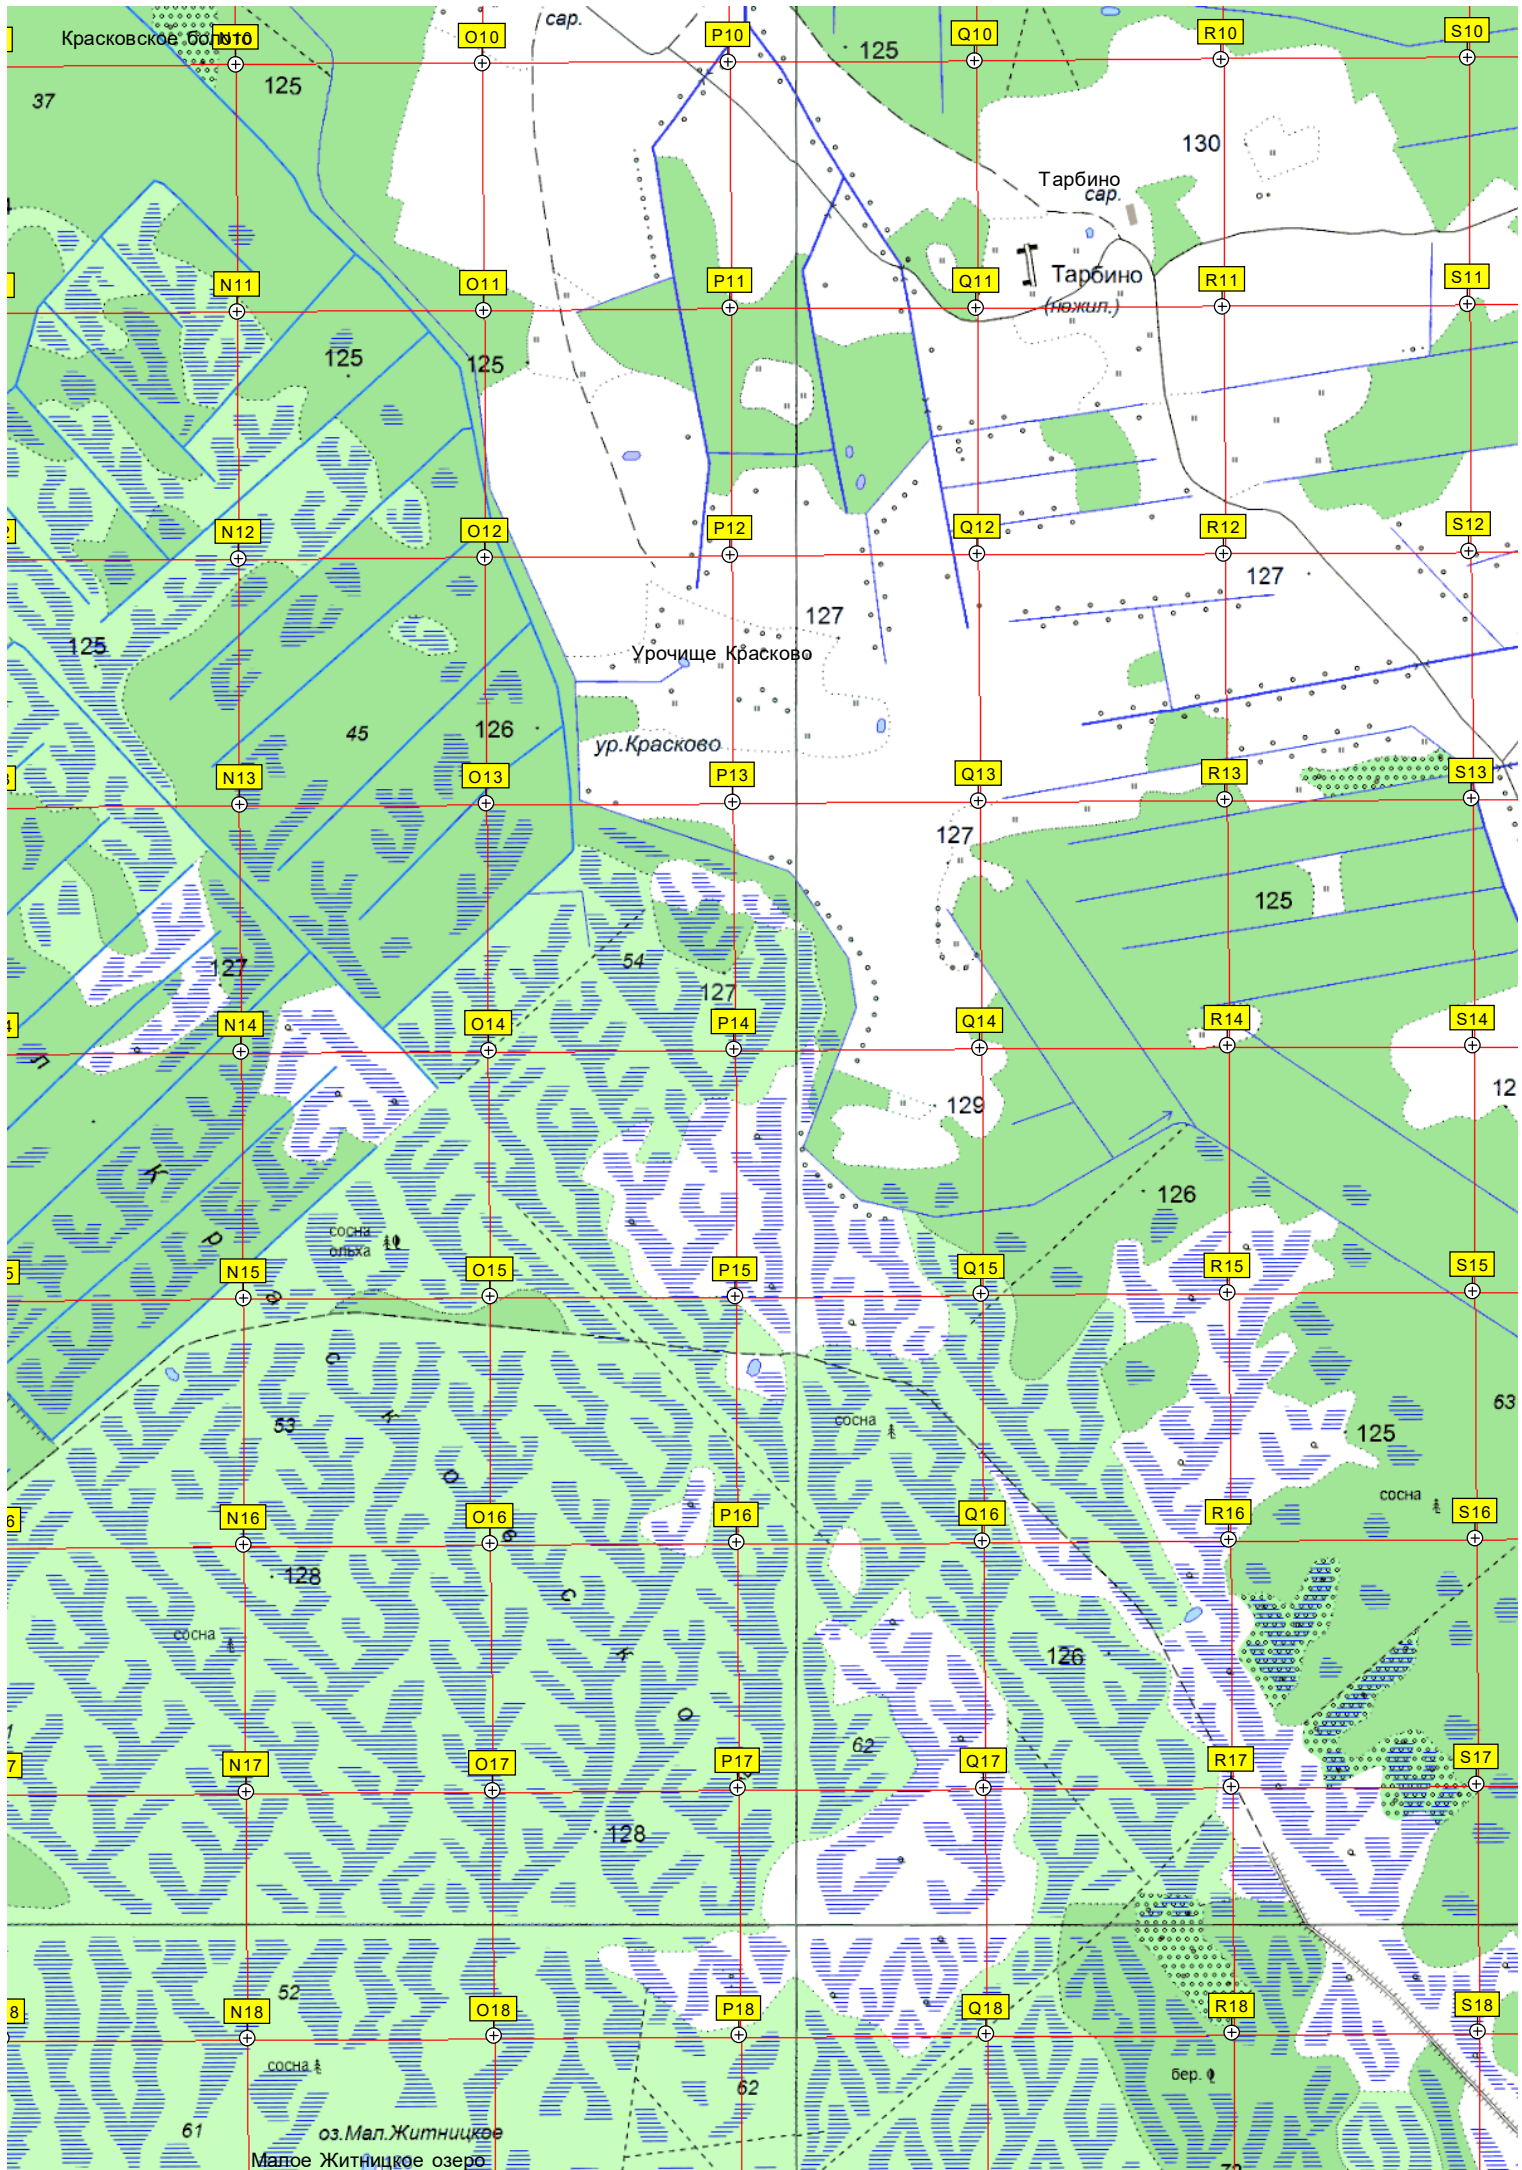 сар.
Красковское болото
N10
O10
P10
Q10
R10
S10
125
125
37
130
Тарбино
сар.
Тарбино
(нежил.)
N11
O11
P11
Q11
R11
S11
125
125
N12
O12
P12
Q12
R12
S12
127
127
125
Урочище Красково
45
126
ур.Красково
N13
O13
P13
Q13
R13
S13
127
125
54
127
127
N14
O14
P14
Q14
R14
S14
129
12
126
сосна
ольха
N15
O15
P15
Q15
R15
S15
53
сосна
125
63
сосна
N16
O16
P16
Q16
R16
S16
128
сосна
126
62
N17
O17
P17
Q17
R17
S17
128
52
N18
O18
P18
Q18
R18
S18
сосна
62
бер.
61
оз.Мал.Житницкое
Малое Житницкое озеро